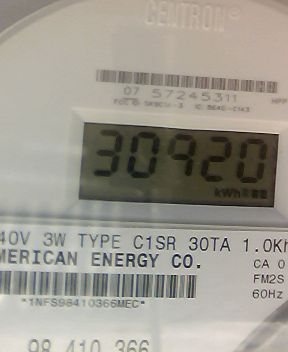 CENTRON®
07 57245311
30920
kWh
40V 3W TYPE C1SR 30TA 1.0Kh
MERICAN ENERGY CO.
CA 0
FM2S
60Hz
*1NFS98410366MEC*
98 410 366